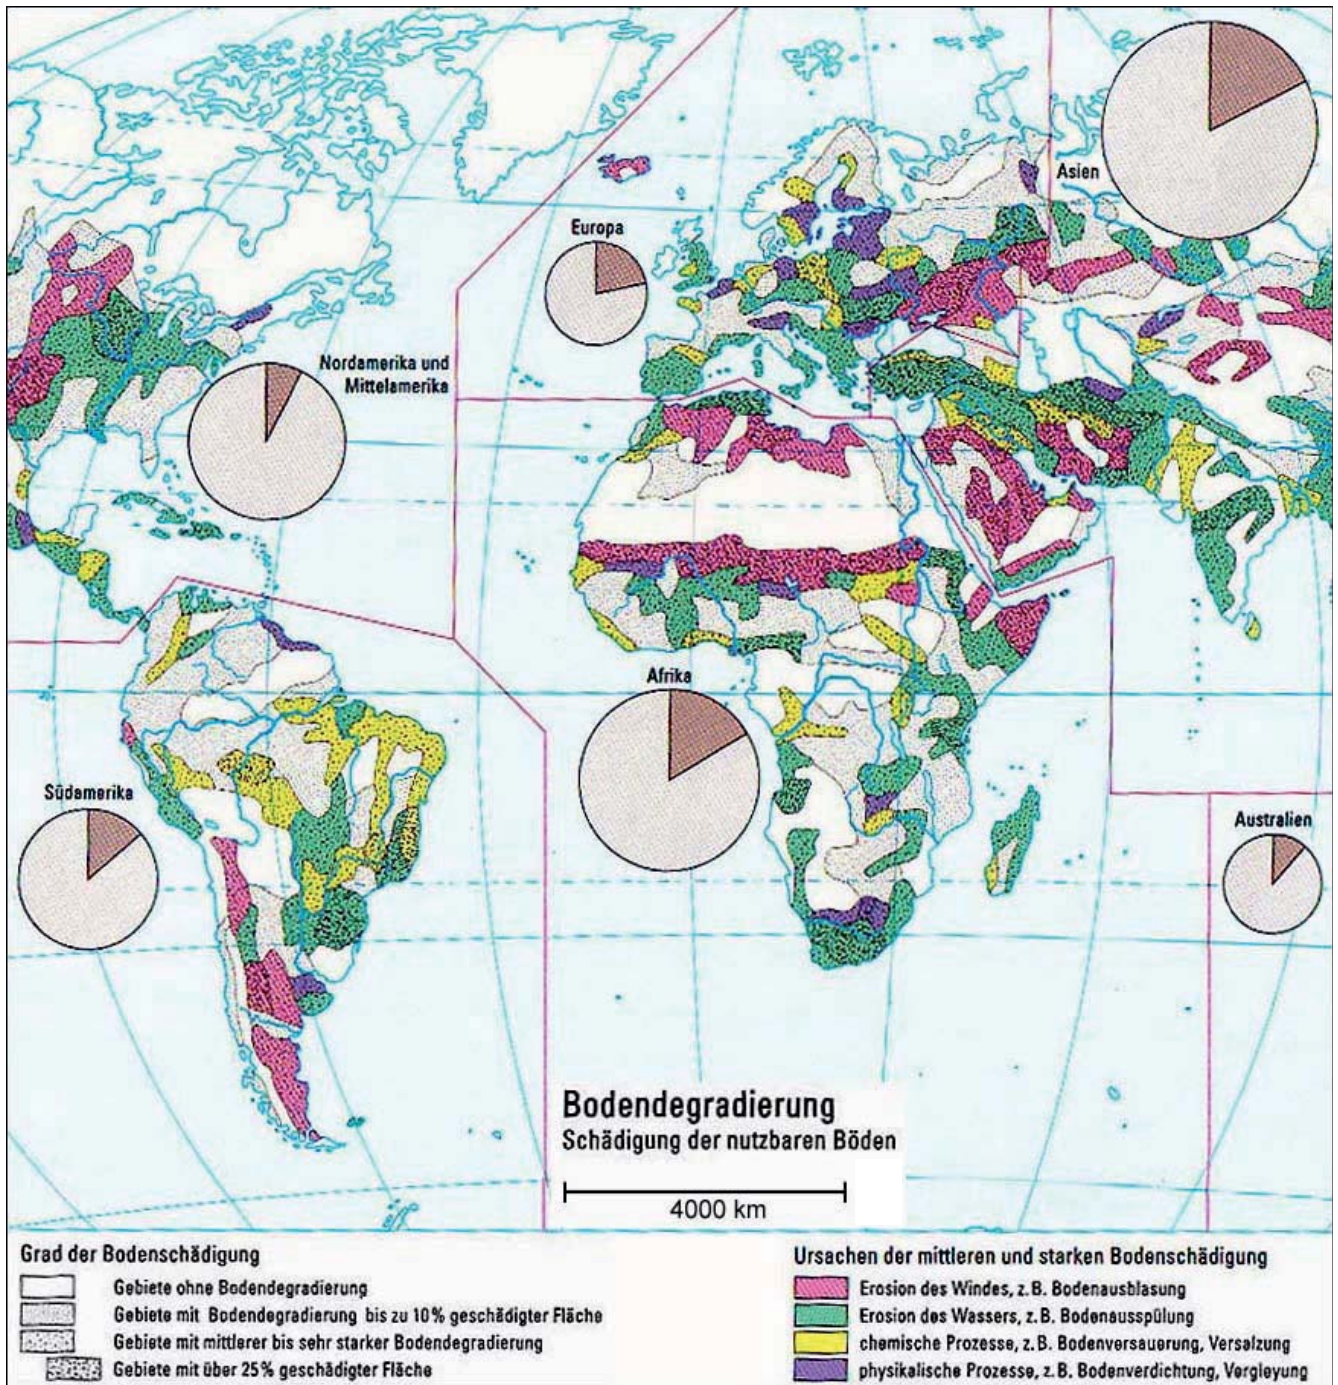 Asien
Europa
Nordamerika und
Mittelamerika
Afrika
Südamerika
Australien
Bodendegradierung
Schädigung der nutzbaren Böden
4000 km
Grad der Bodenschädigung
Gebiete ohne Bodendegradierung
Gebiete mit Bodendegradierung bis zu 10% geschädigter Fläche
Gebiete mit mittlerer bis sehr starker Bodendegradierung
Gebiete mit über 25% geschädigter Fläche
Ursachen der mittleren und starken Bodenschädigung
Erosion des Windes, z.B. Bodenausblasung
Erosion des Wassers, z.B. Bodenausspülung
chemische Prozesse, z.B. Bodenversauerung, Versalzung
physikalische Prozesse, z.B. Bodenverdichtung, Vergleyung